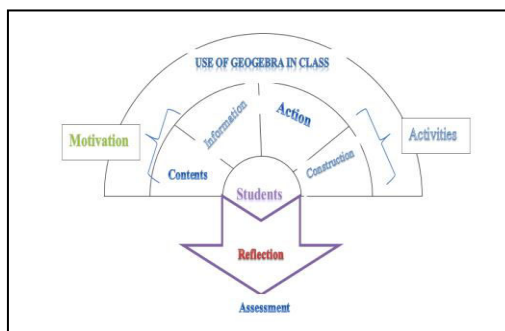 USE OF GEOGEBRA IN CLASS
Information
Action
Motivation
Activities
Contents
Construction
Students
Reflection
Assessment